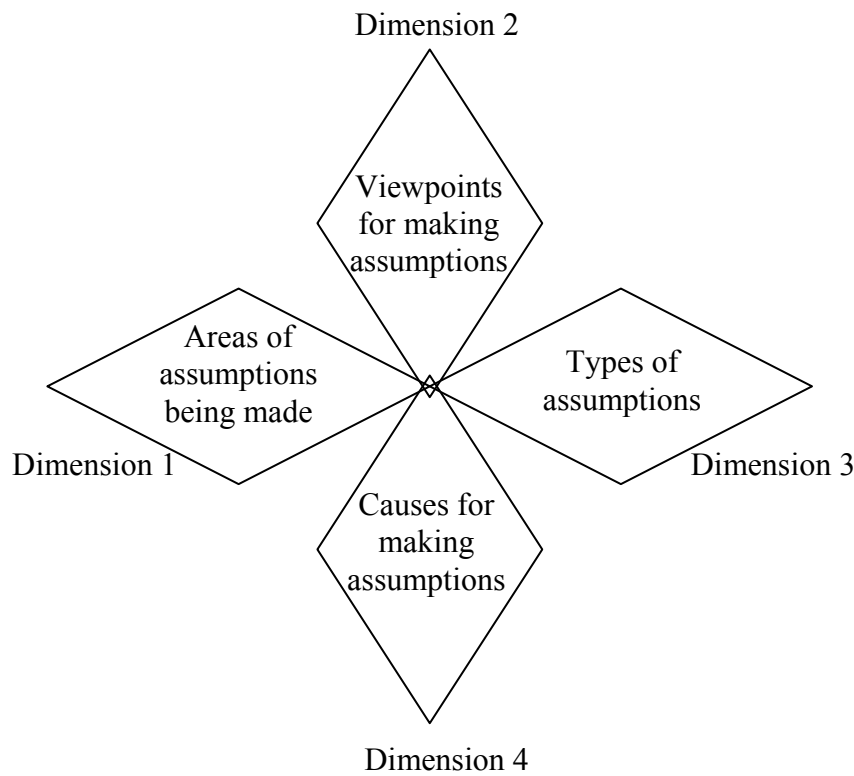 Dimension 2
Viewpoints
for making
assumptions
Areas of
assumptions
being made
Dimension 1
Types of
assumptions
Dimension 3
Causes for
making
assumptions
Dimension 4